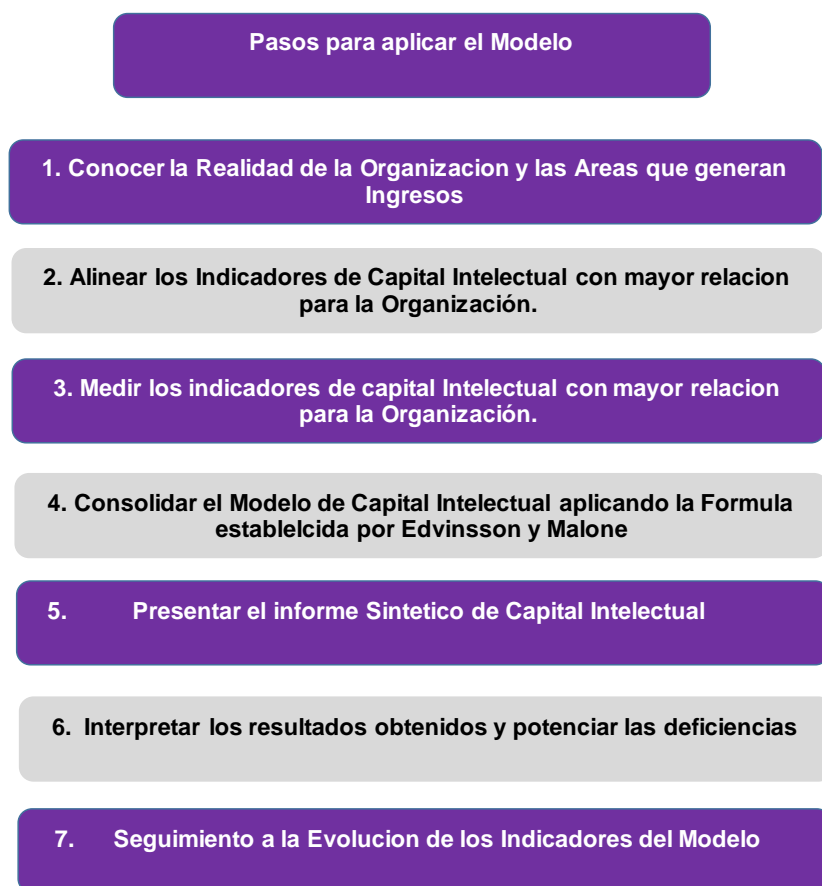 Pasos para aplicar el Modelo
1. Conocer la Realidad de la Organizacion y las Areas que generan
Ingresos
2. Alinear los Indicadores de Capital Intelectual con mayor relacion
para la Organización.
3. Medir los indicadores de capital Intelectual con mayor relacion
para la Organización.
4. Consolidar el Modelo de Capital Intelectual aplicando la Formula
establelcida por Edvinsson y Malone
5. Presentar el informe Sintetico de Capital Intelectual
6. Interpretar los resultados obtenidos y potenciar las deficiencias
7. Seguimiento a la Evolucion de los Indicadores del Modelo